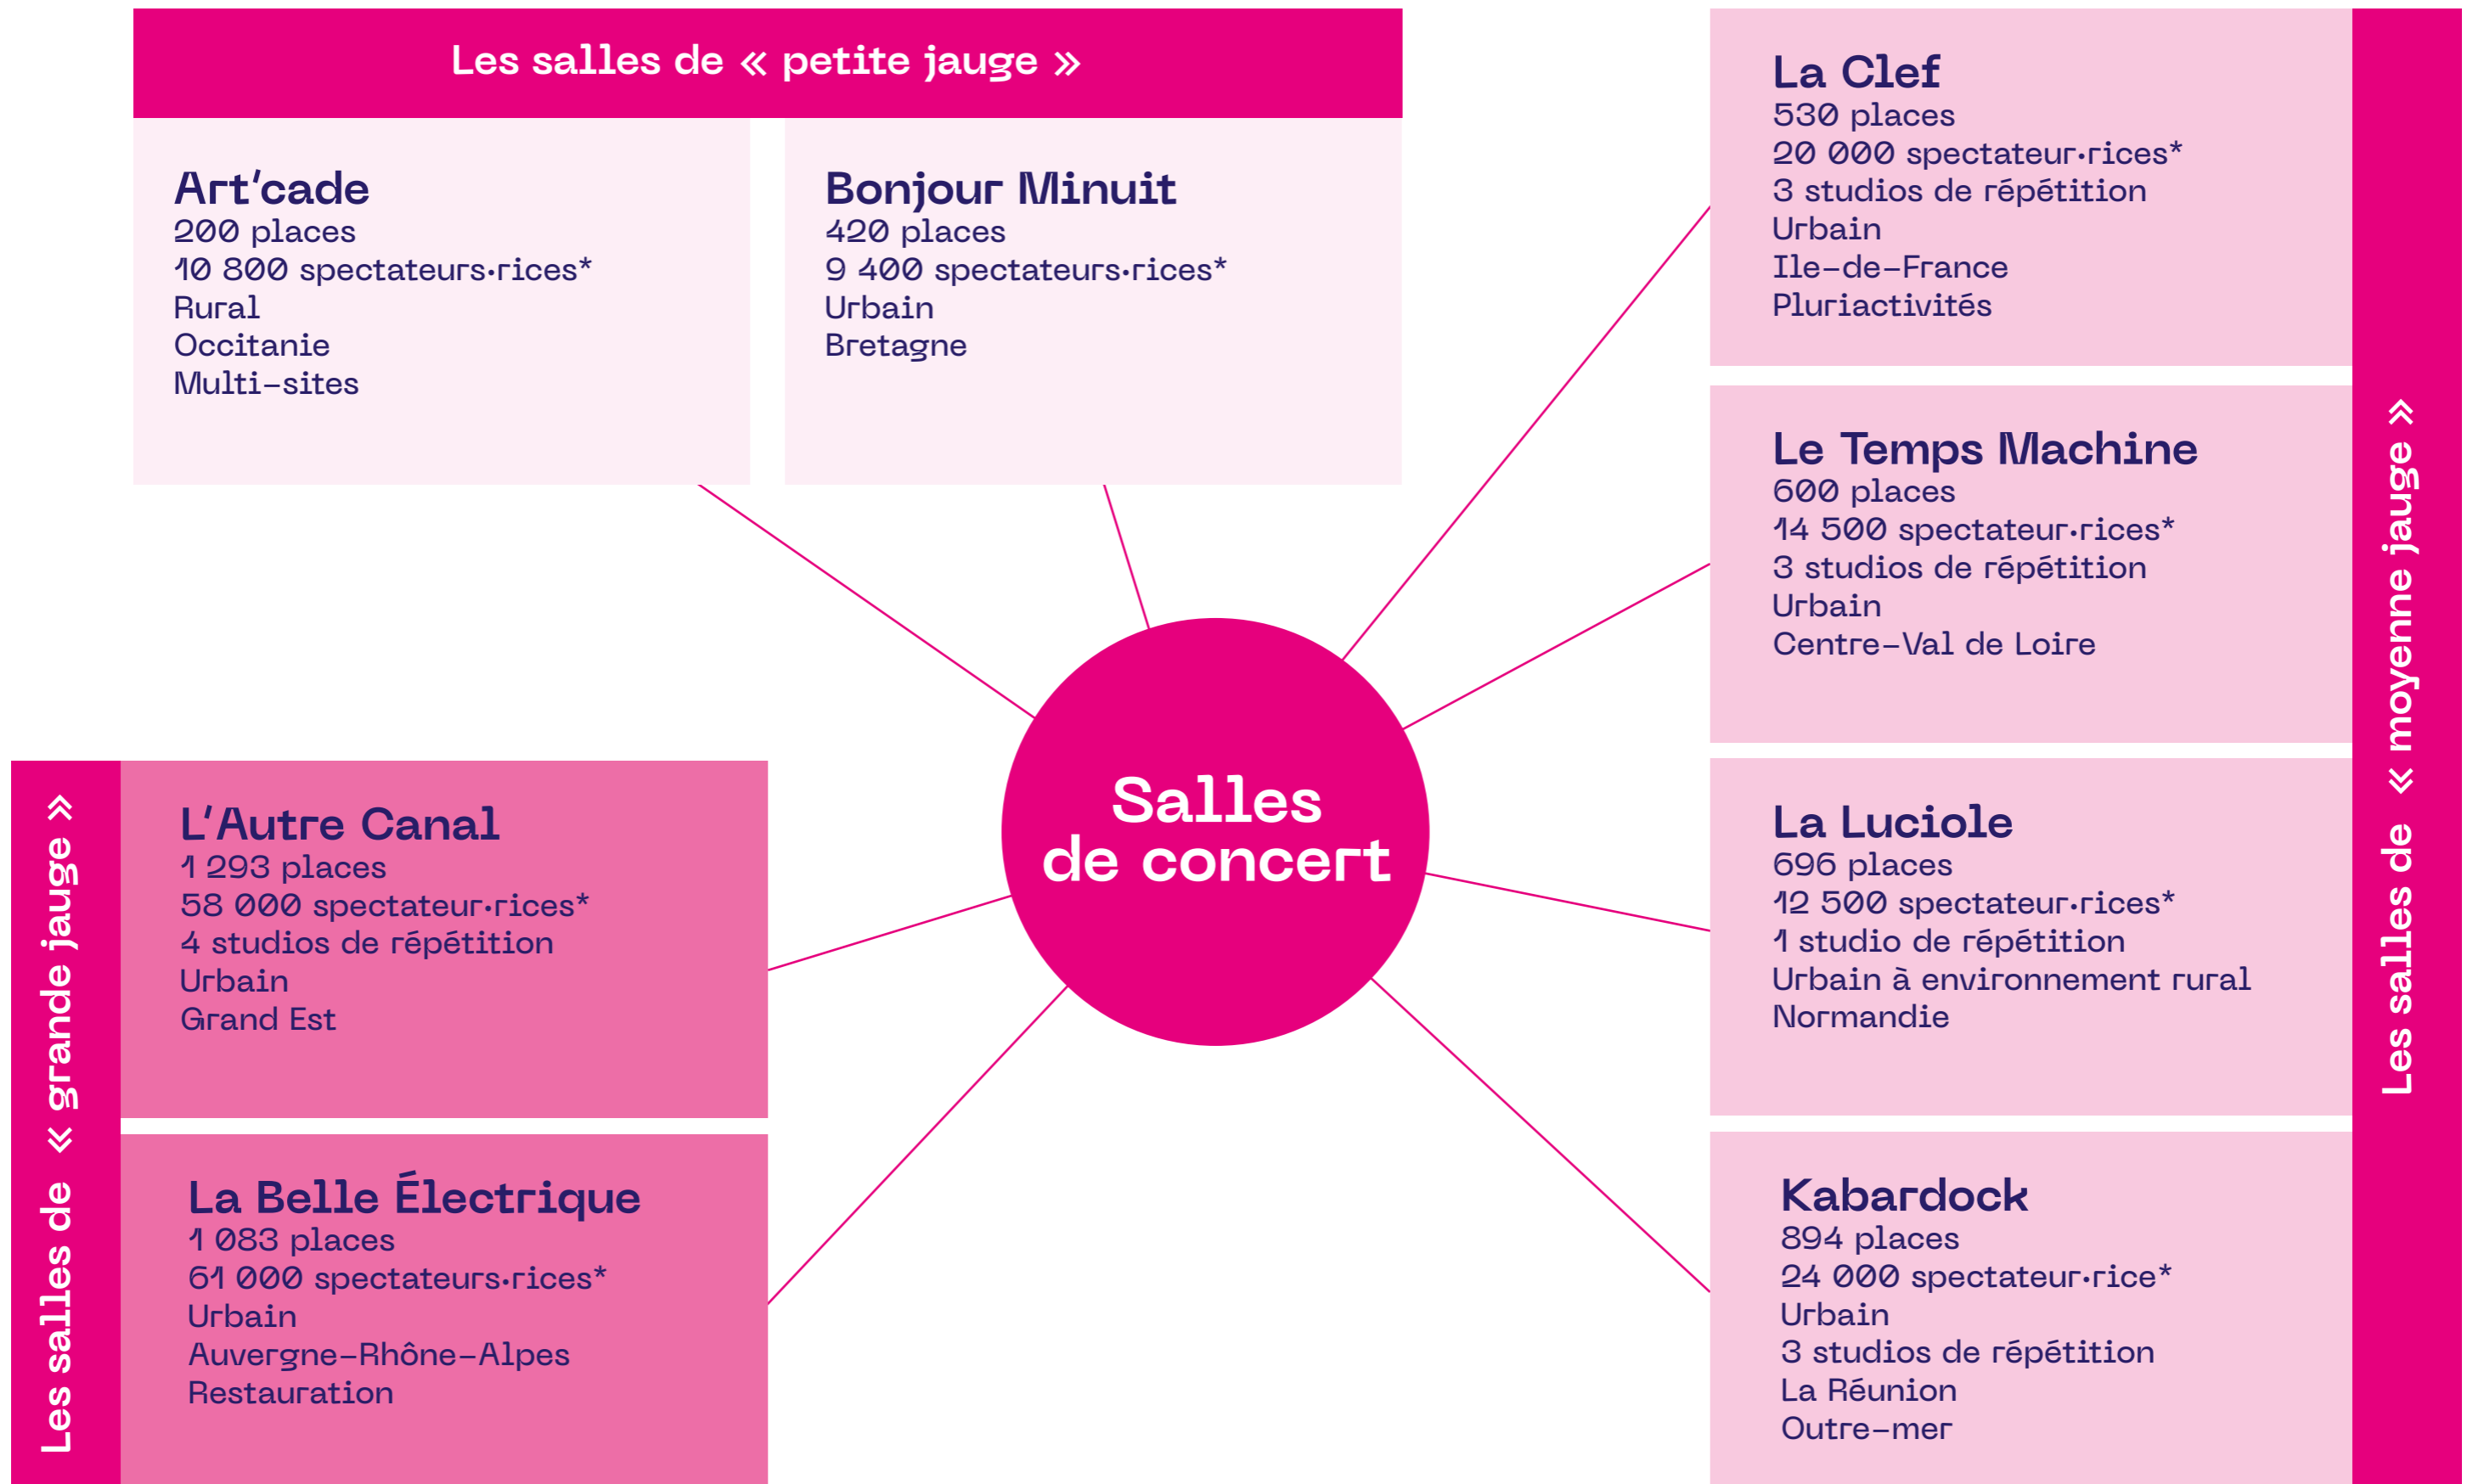 Les salles de « petite jauge »
Art'cade
200 places
10 800 spectateurs·rices*
Rural
Occitanie
Multi-sites
Bonjour Minuit
420 places
9 400 spectateurs·rices*
Urbain
Bretagne
La Clef
530 places
20 000 spectateur·rices*
3 studios de répétition
Urbain
Ile-de-France
Pluriactivités
Le Temps Machine
600 places
14 500 spectateur·rices*
3 studios de répétition
Urbain
Centre-Val de Loire
La Luciole
696 places
12 500 spectateur·rices*
1 studio de répétition
Urbain à environnement rural
Normandie
Kabardock
894 places
24 000 spectateur·rice*
Urbain
3 studios de répétition
La Réunion
Outre-mer
Les salles de « moyenne jauge »
Salles
de concert
Les salles de « grande jauge »
L'Autre Canal
1 293 places
58 000 spectateur·rices*
4 studios de répétition
Urbain
Grand Est
La Belle Électrique
1 083 places
61 000 spectateurs·rices*
Urbain
Auvergne-Rhône-Alpes
Restauration